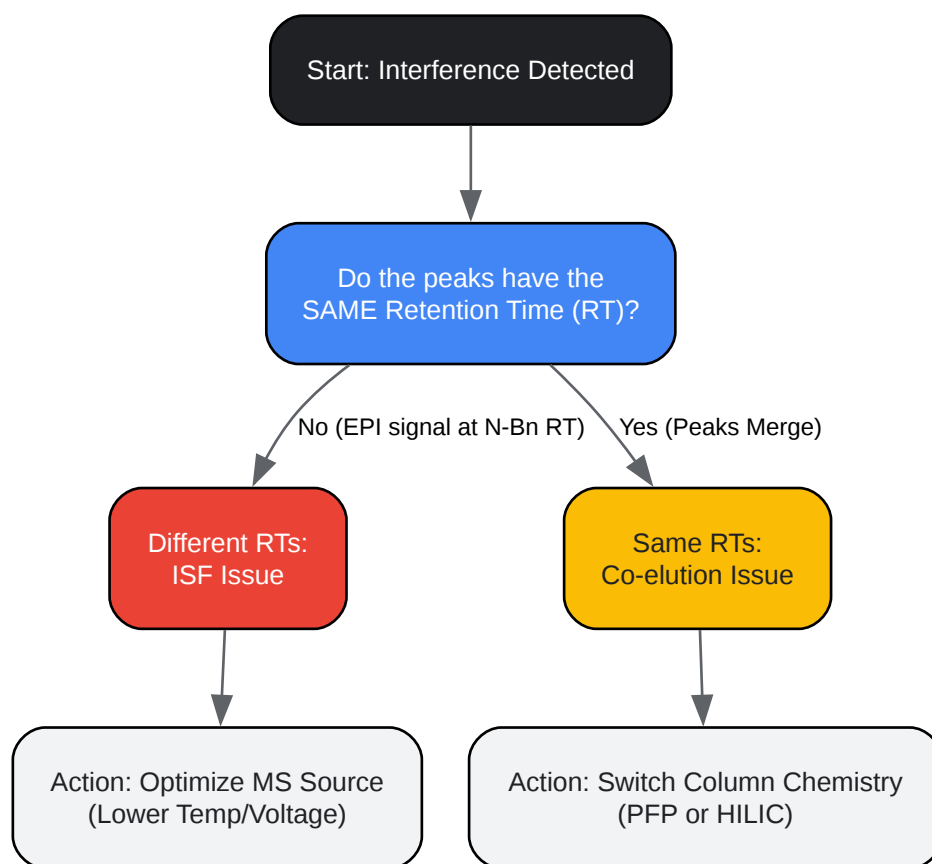 Start: Interference Detected
Do the peaks have the
SAME Retention Time (RT)?
No (EPI signal at N-Bn RT)
Yes (Peaks Merge)
Different RTs:
ISF Issue
Same RTs:
Co-elution Issue
Action: Optimize MS Source
(Lower Temp/Voltage)
Action: Switch Column Chemistry
(PFP or HILIC)